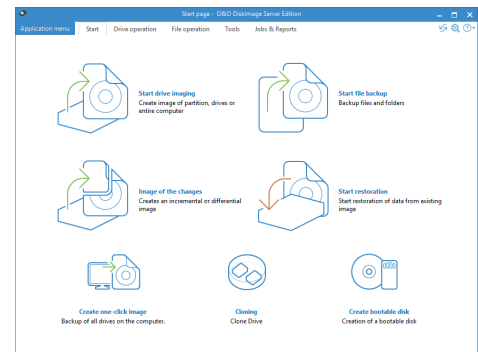 Start page - O&O DiskImage Server Edition
Application menu Start Drive operation File operation Tools Jobs & Reports
Start drive imaging
Create image of partition, drives or
entire computer
Start file backup
Backup files and folders
Image of the changes
Creates an incremental or differential
image
Start restoration
Start restoration of data from existing
image
Create one-click image
Backup of all drives on the computer.
Cloning
Clone Drive
Create bootable disk
Creation of a bootable disk